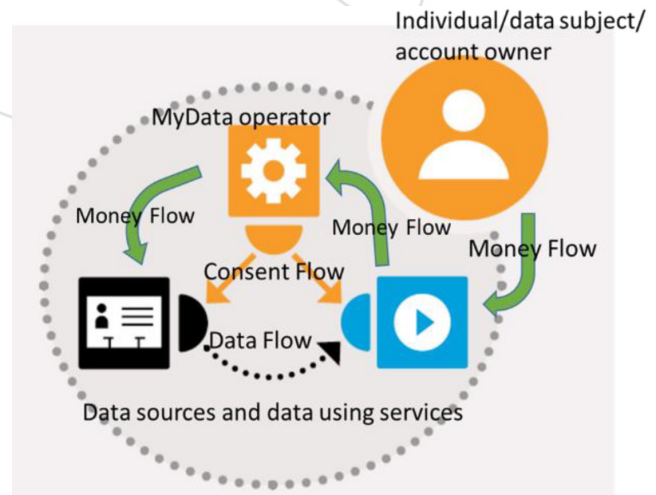 Individual/data subject/
account owner
MyData operator
Money Flow
Money Flow
Money Flow
Consent Flow
Data Flow
Data sources and data using services